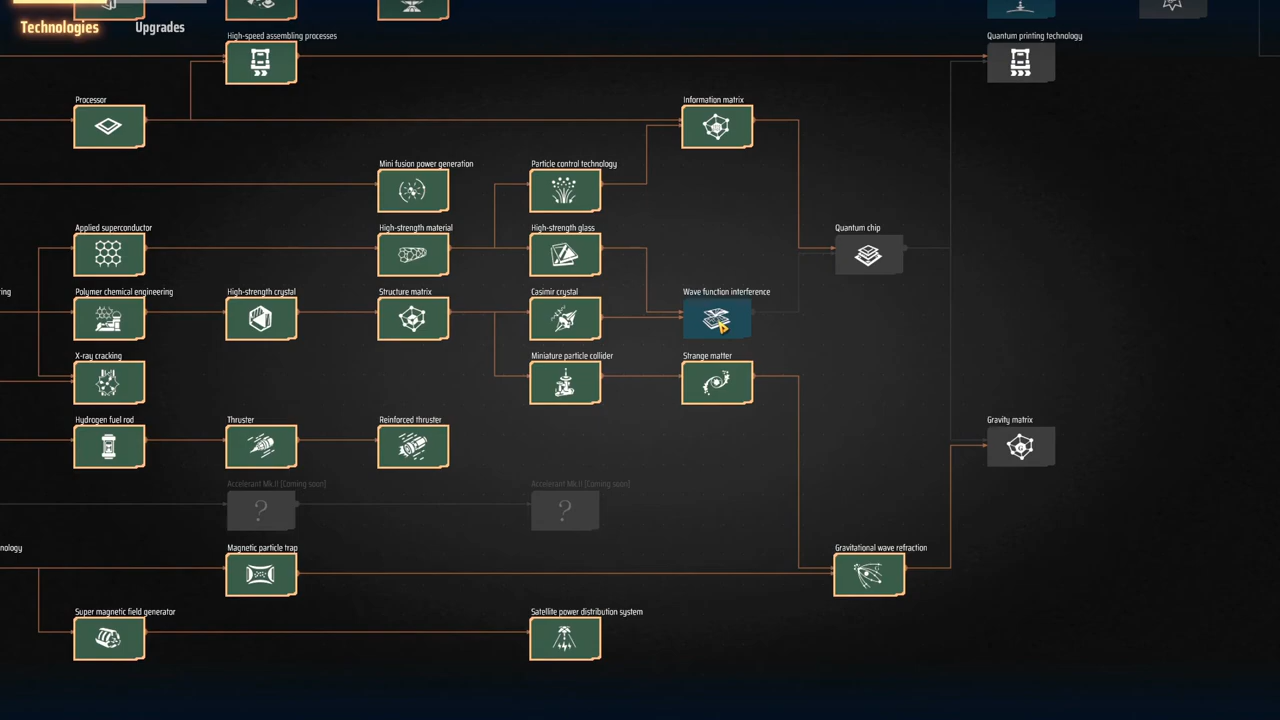 Technologies
Upgrades
High-speed assembling processes
Quantum printing technology
Processor
Information matrix
Mini fusion power generation
Particle control technology
Applied superconductor
High-strength material
High-strength glass
Quantum chip
ring
Polymer chemical engineering
High-strength crystal
Structure matrix
Casimir crystal
Wave function interference
X-ray cracking
Miniature particle collider
Strange matter
Hydrogen fuel rod
Thruster
Reinforced thruster
Gravity matrix
Accelerant Mk.II (Coming soon)
?
Accelerant Mk.II (Coming soon)
?
nology
Magnetic particle trap
Gravitational wave refraction
Super magnetic field generator
Satellite power distribution system